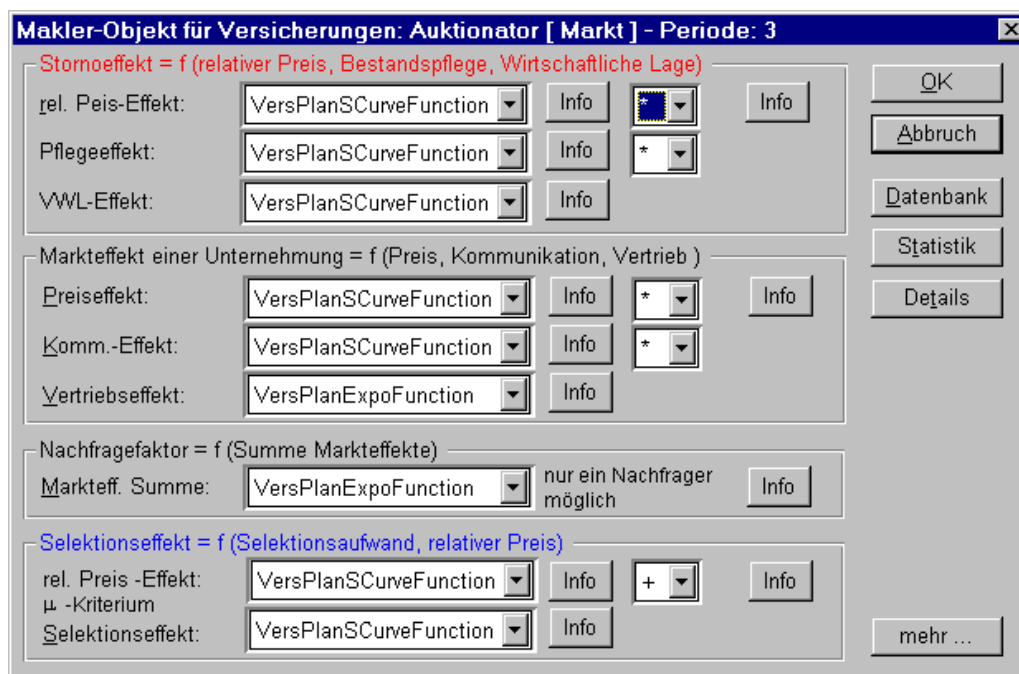 Makler-Objekt für Versicherungen: Auktionator [ Markt ] - Periode: 3
Stornoeffekt = f (relativer Preis, Bestandspflege, Wirtschaftliche Lage)
rel. Peis-Effekt: VersPlanSCurveFunction Info * Info
Pflegeeffekt: VersPlanSCurveFunction Info *
VWL-Effekt: VersPlanSCurveFunction Info
Markteffekt einer Unternehmung = f (Preis, Kommunikation, Vertrieb )
Preiseffekt: VersPlanSCurveFunction Info * Info
Komm.-Effekt: VersPlanSCurveFunction Info *
Vertriebseffekt: VersPlanExpoFunction Info
Nachfragefaktor = f (Summe Markteffekte)
Markteff. Summe: VersPlanExpoFunction nur ein Nachfrager
möglich
Info
Selektionseffekt = f (Selektionsaufwand, relativer Preis)
rel. Preis -Effekt: VersPlanSCurveFunction Info + Info
μ -Kriterium
Selektionseffekt: VersPlanSCurveFunction Info
OK
Abbruch
Datenbank
Statistik
Details
mehr ...